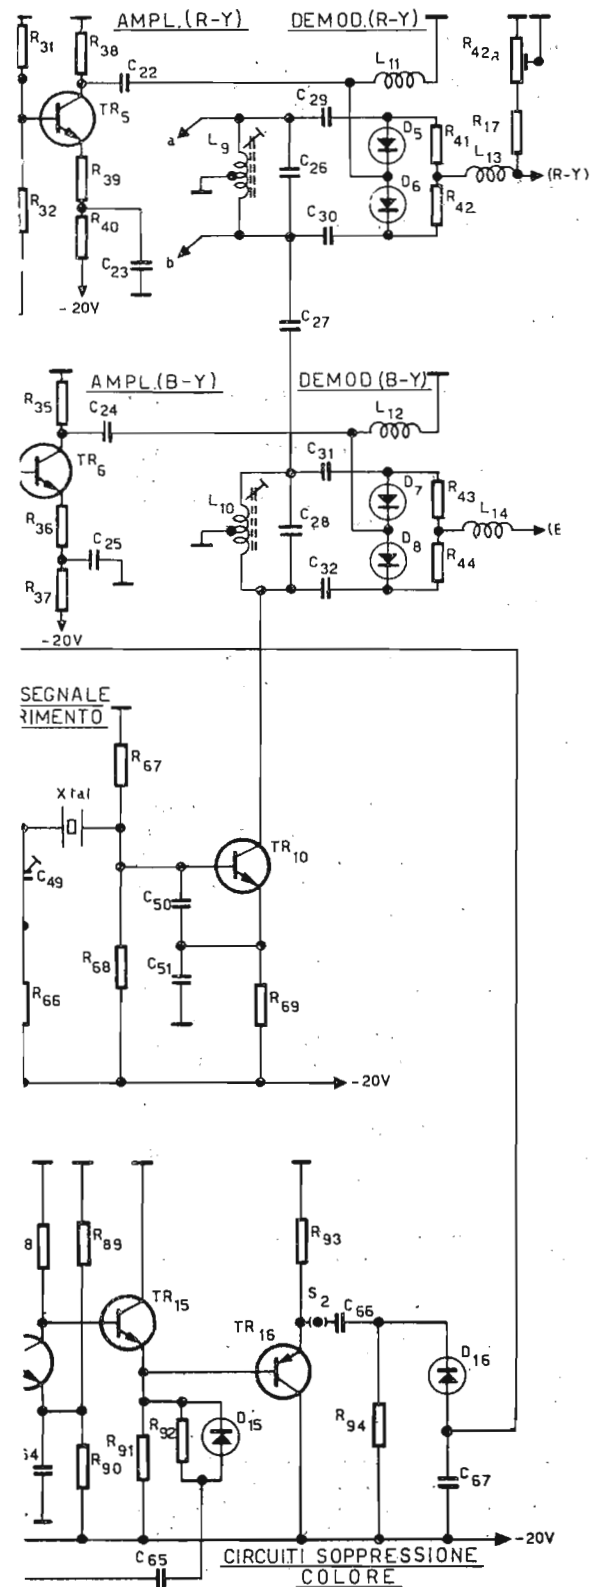 AMPL.(R-Y) DEMOD.(R-Y)
R31 R38 C22 L11 R42A
TR5 C29 D5 R41 R17
a L9 L13
R39 C26 (R-Y)
R32 D6 R42
R40 C30
C23 b
-20V
C27
AMPL.(B-Y) DEMOD(B-Y)
R35 C24 L12
TR6 C31 D7 R43
L10 L14
R36 C28 (B
C25 D8 R44
R37 C32
-20V
SEGNALE
RIMENTO
R67
Xtal
TR10
C49
C50
R68 C51
R66 R69
-20V
8 R89 R93
TR15 S2 C66
TR16
D16
R92 D15 R94
64 R91
R90 C67
-20V
C65 CIRCUITI SOPPRESSIONE
COLORE